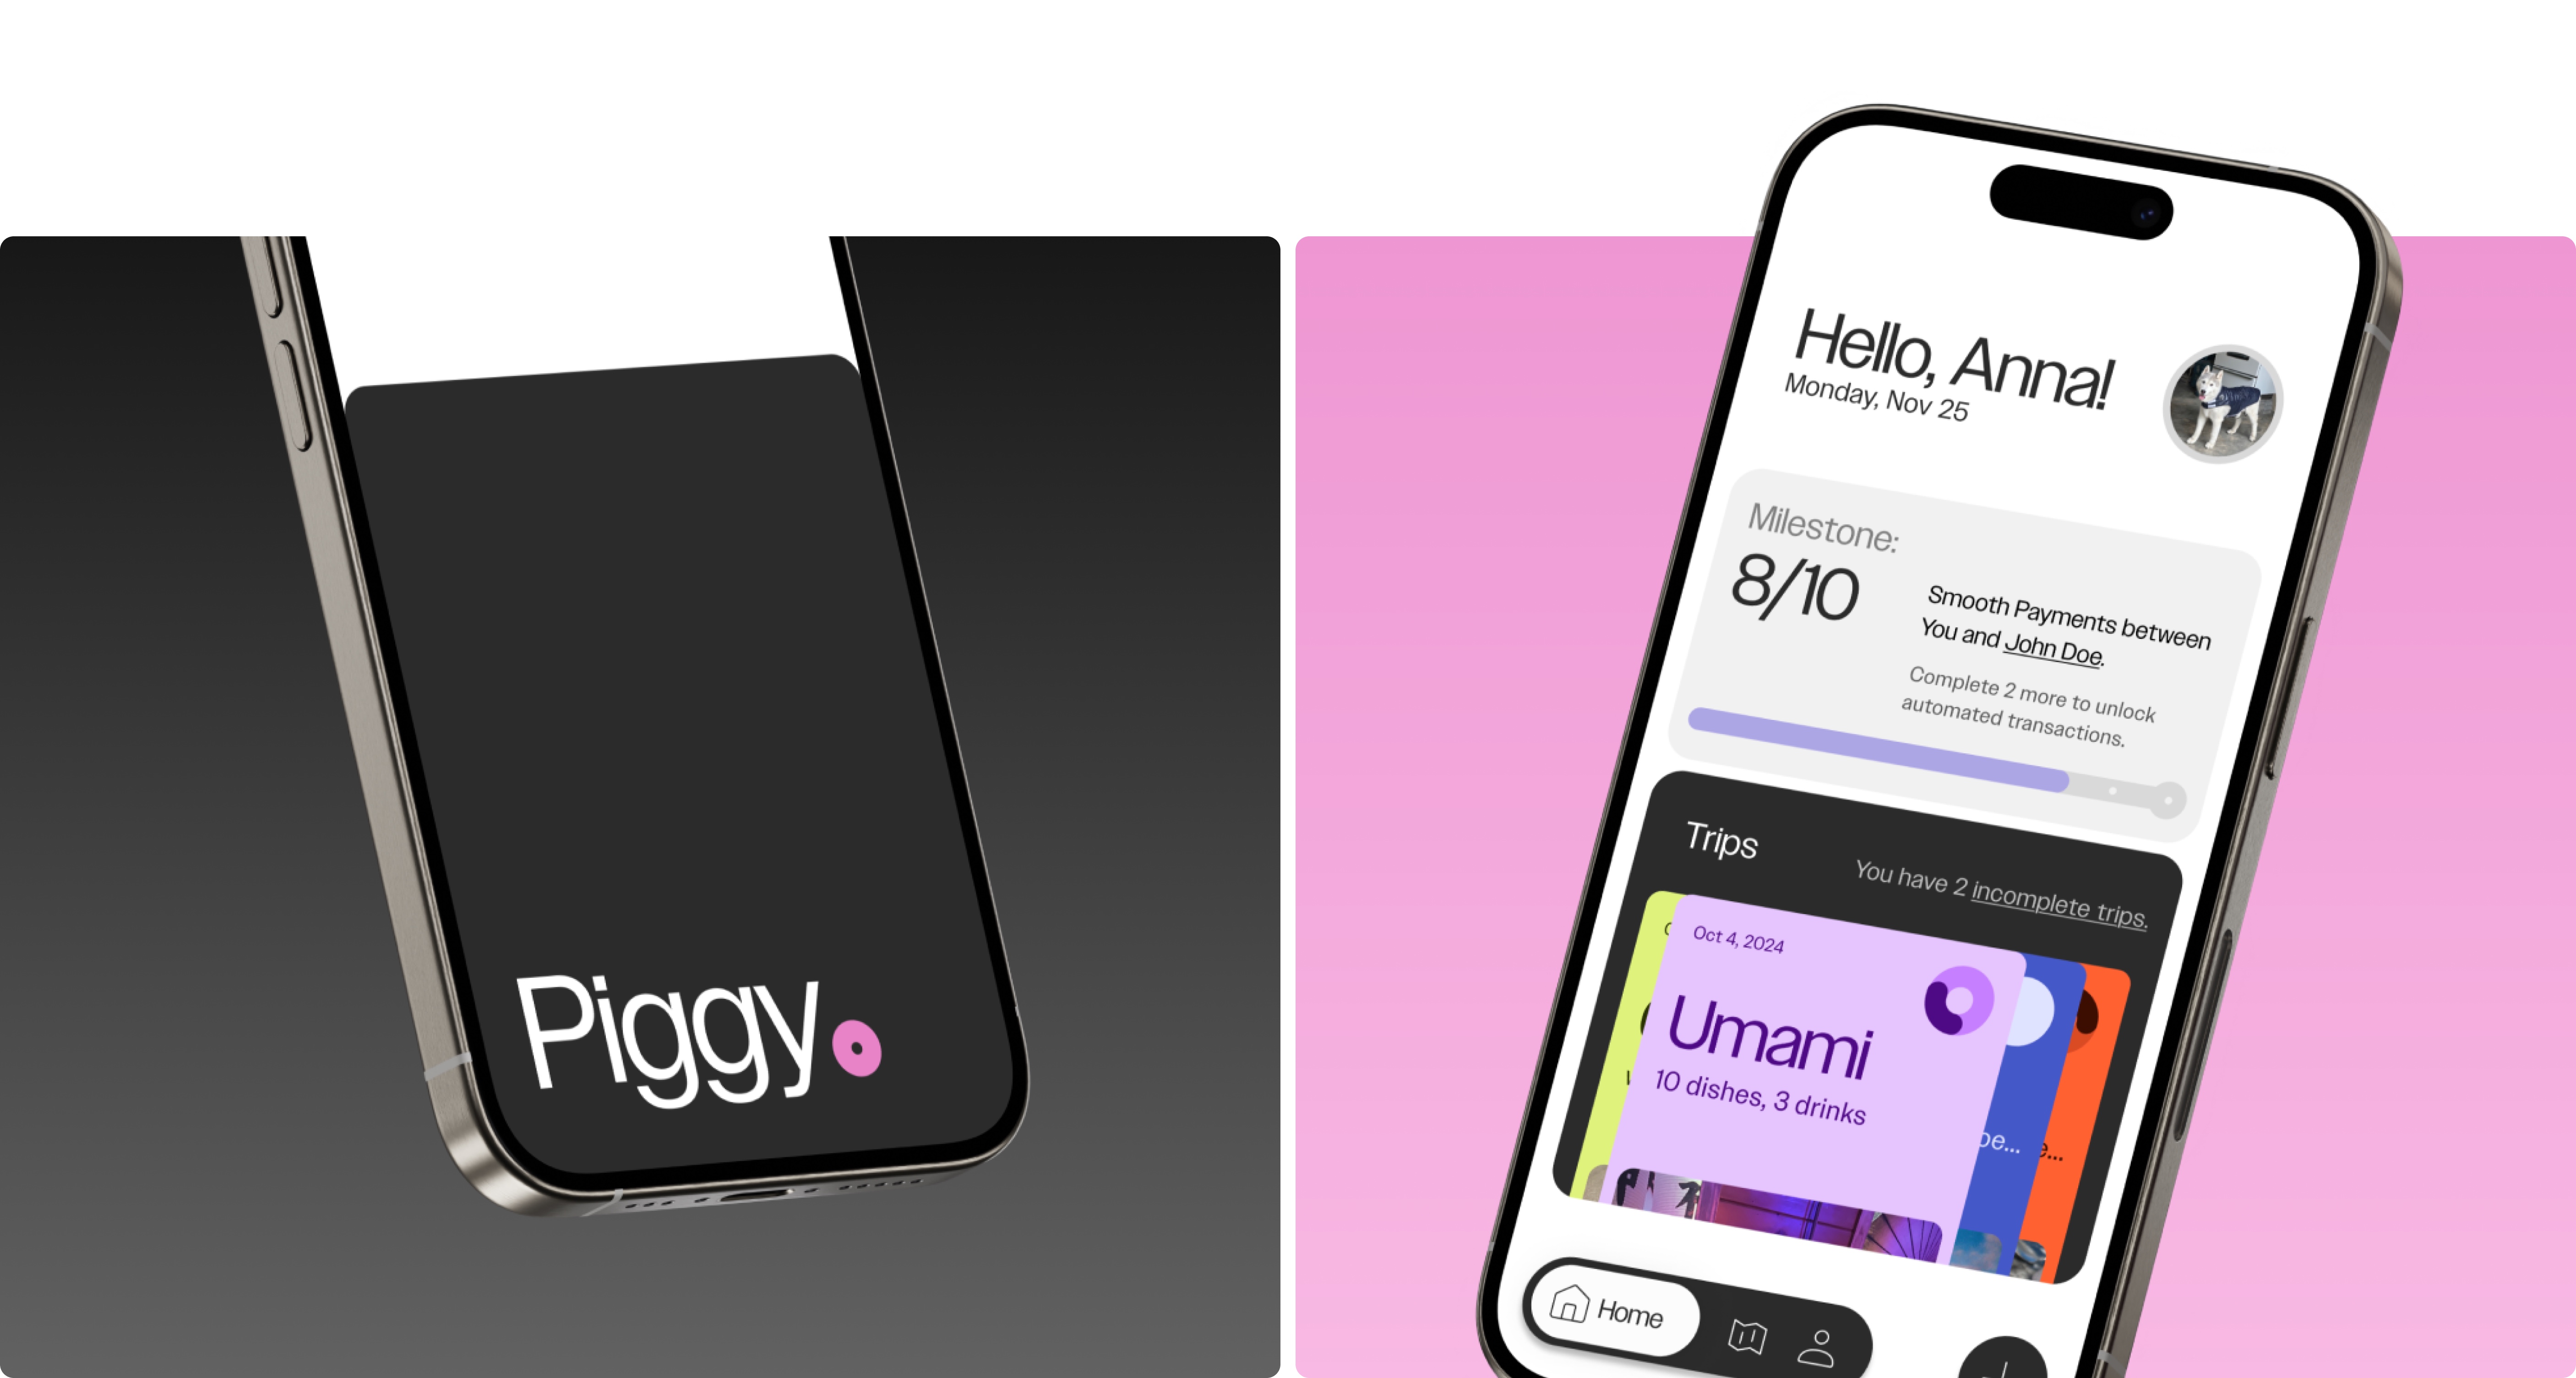 Piggy
Hello, Anna!
Monday, Nov 25
Milestone:
8/10
Smooth Payments between
You and John Doe.
Complete 2 more to unlock
automated transactions.
Trips
You have 2 incomplete trips.
Oct 4, 2024
Umami
10 dishes, 3 drinks
Home